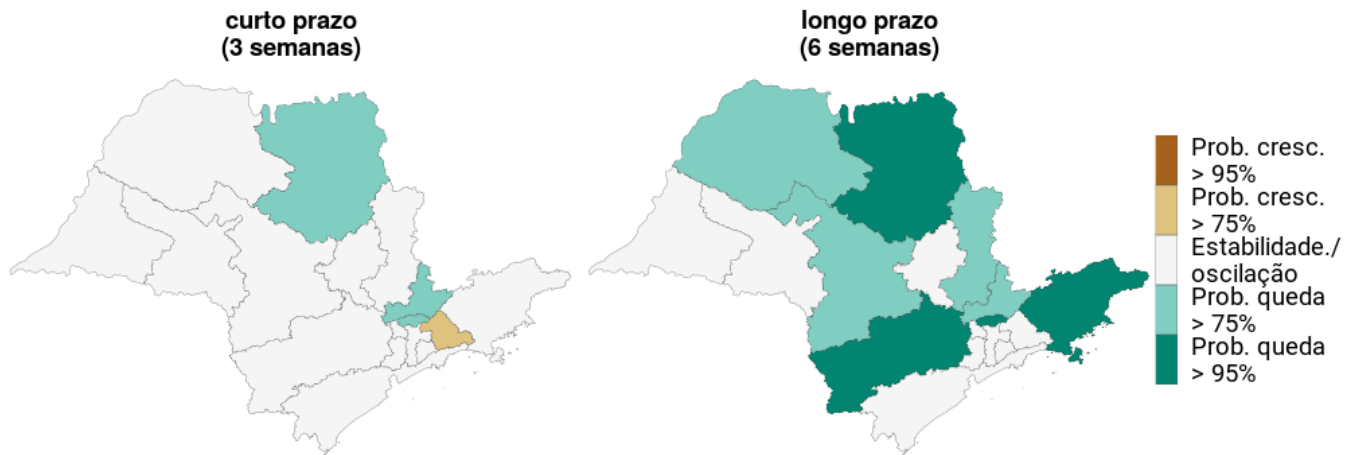 curto prazo
(3 semanas)
longo prazo
(6 semanas)
Prob. cresc.
> 95%
Prob. cresc.
> 75%
Estabilidade./
oscilação
Prob. queda
> 75%
Prob. queda
> 95%